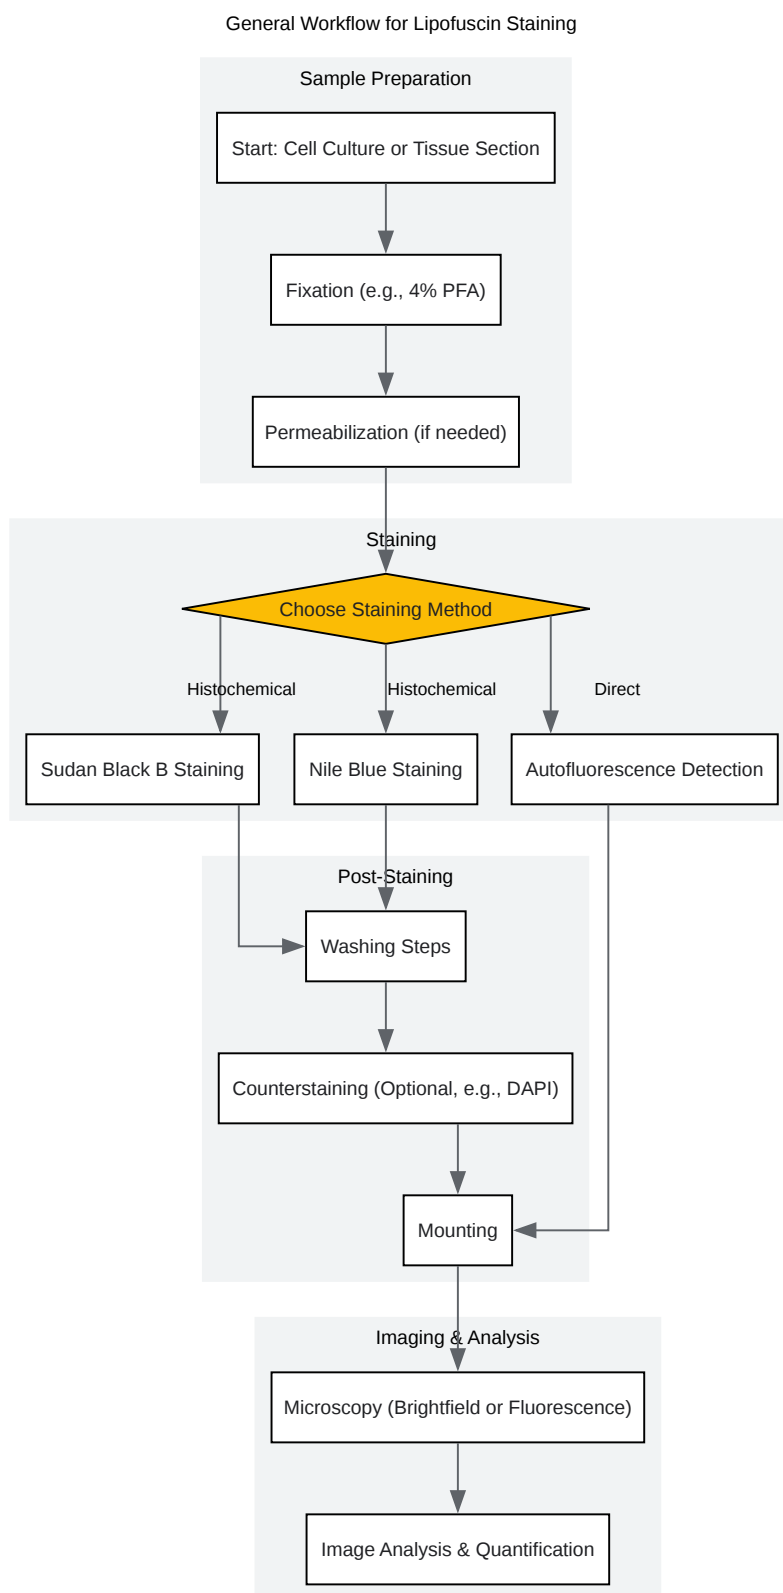 General Workflow for Lipofuscin Staining
Sample Preparation
Start: Cell Culture or Tissue Section
Fixation (e.g., 4% PFA)
Permeabilization (if needed)
Staining
Choose Staining Method
Histochemical
Histochemical
Direct
Sudan Black B Staining
Nile Blue Staining
Autofluorescence Detection
Post-Staining
Washing Steps
Counterstaining (Optional, e.g., DAPI)
Mounting
Imaging & Analysis
Microscopy (Brightfield or Fluorescence)
Image Analysis & Quantification